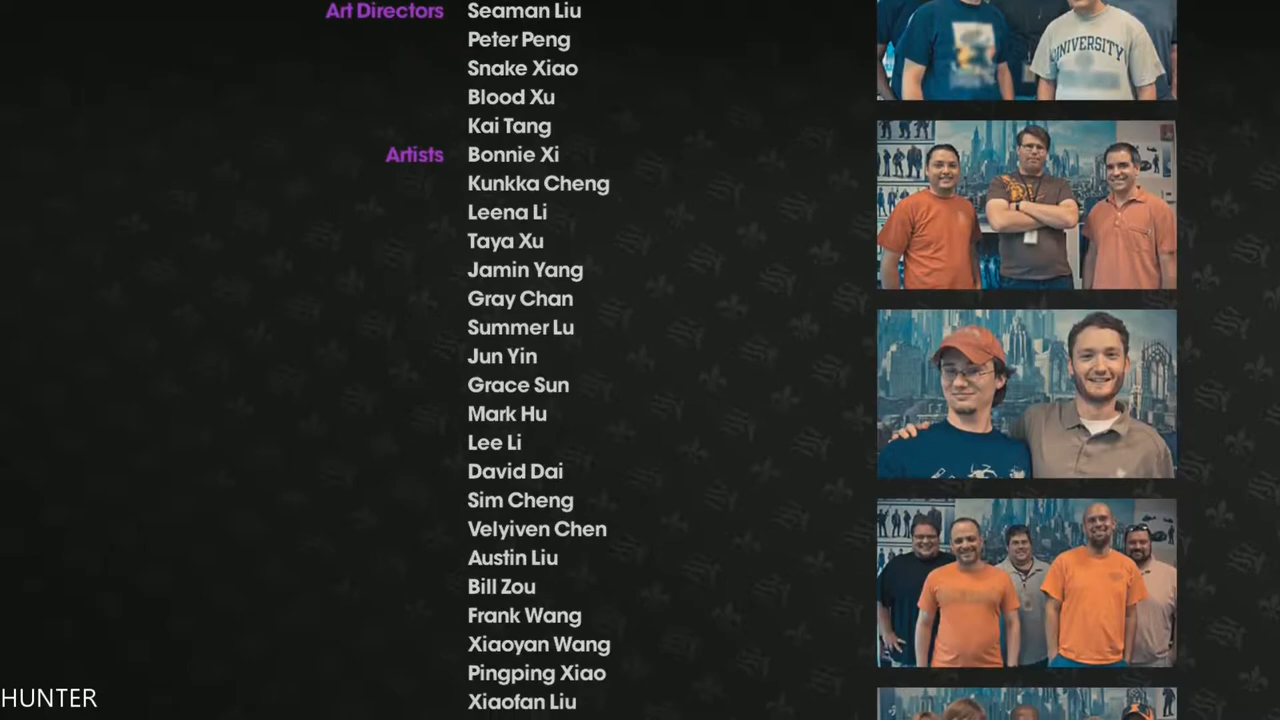 Art Directors Seaman Liu
Peter Peng
Snake Xiao
Blood Xu
Kai Tang
Artists Bonnie Xi
Kunkka Cheng
Leena Li
Taya Xu
Jamin Yang
Gray Chan
Summer Lu
Jun Yin
Grace Sun
Mark Hu
Lee Li
David Dai
Sim Cheng
Velyiven Chen
Austin Liu
Bill Zou
Frank Wang
Xiaoyan Wang
Pingping Xiao
Xiaofan Liu
UNIVERSITY
HUNTER